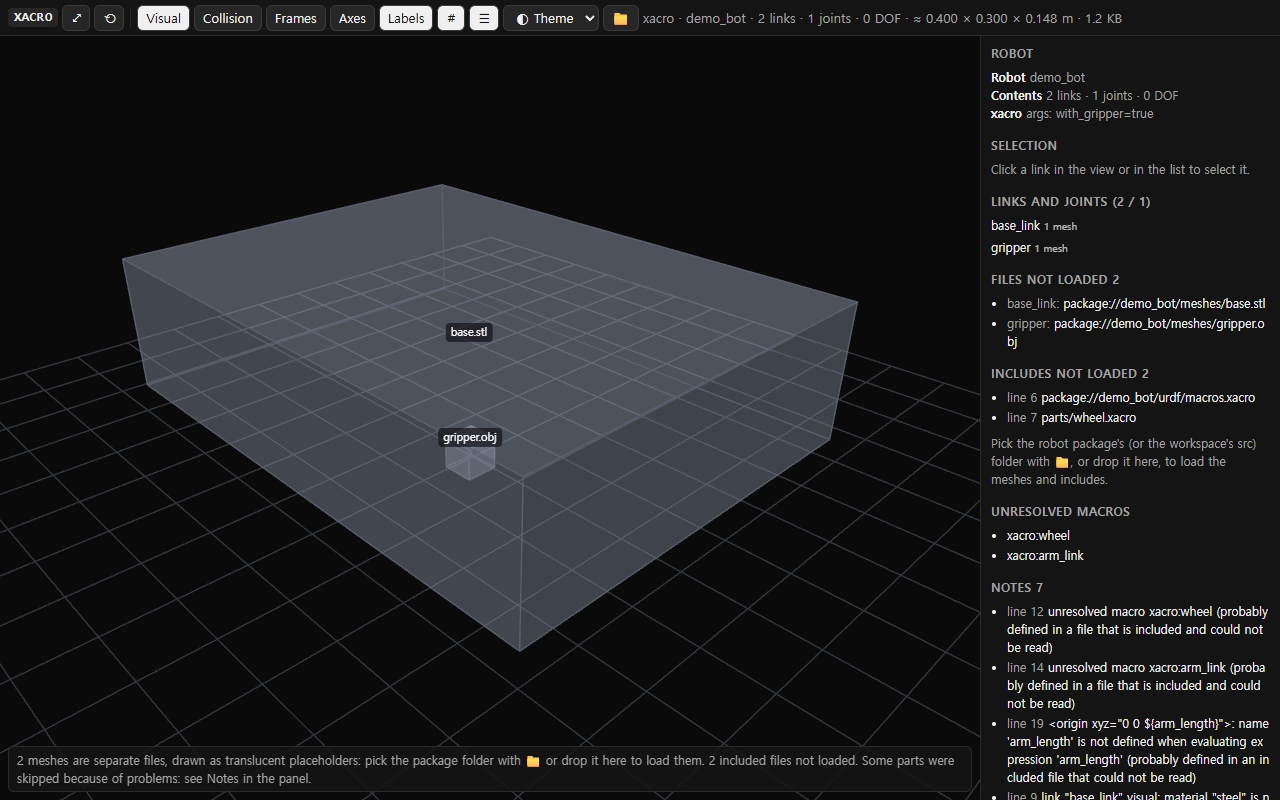 XACRO Visual Collision Frames Axes Labels # ☰ ◐ Theme xacro · demo_bot · 2 links · 1 joints · 0 DOF · ≈ 0.400 × 0.300 × 0.148 m · 1.2 KB
base.stl
gripper.obj
2 meshes are separate files, drawn as translucent placeholders: pick the package folder with 📁 or drop it here to load them. 2 included files not loaded. Some parts were
skipped because of problems: see Notes in the panel.
ROBOT
Robot demo_bot
Contents 2 links · 1 joints · 0 DOF
xacro args: with_gripper=true
SELECTION
Click a link in the view or in the list to select it.
LINKS AND JOINTS (2 / 1)
base_link 1 mesh
gripper 1 mesh
FILES NOT LOADED 2
• base_link: package://demo_bot/meshes/base.stl
• gripper: package://demo_bot/meshes/gripper.o
bj
INCLUDES NOT LOADED 2
• line 6 package://demo_bot/urdf/macros.xacro
• line 7 parts/wheel.xacro
Pick the robot package's (or the workspace's src)
folder with 📁, or drop it here, to load the
meshes and includes.
UNRESOLVED MACROS
• xacro:wheel
• xacro:arm_link
NOTES 7
• line 12 unresolved macro xacro:wheel (probably
defined in a file that is included and could not
be read)
• line 14 unresolved macro xacro:arm_link (proba
bly defined in a file that is included and could
not be read)
• line 19 <origin xyz="0 0 ${arm_length}">: name
'arm_length' is not defined when evaluating ex
pression 'arm_length' (probably defined in an in
cluded file that could not be read)
• line 9 link "base_link" visual: material "steel" is n